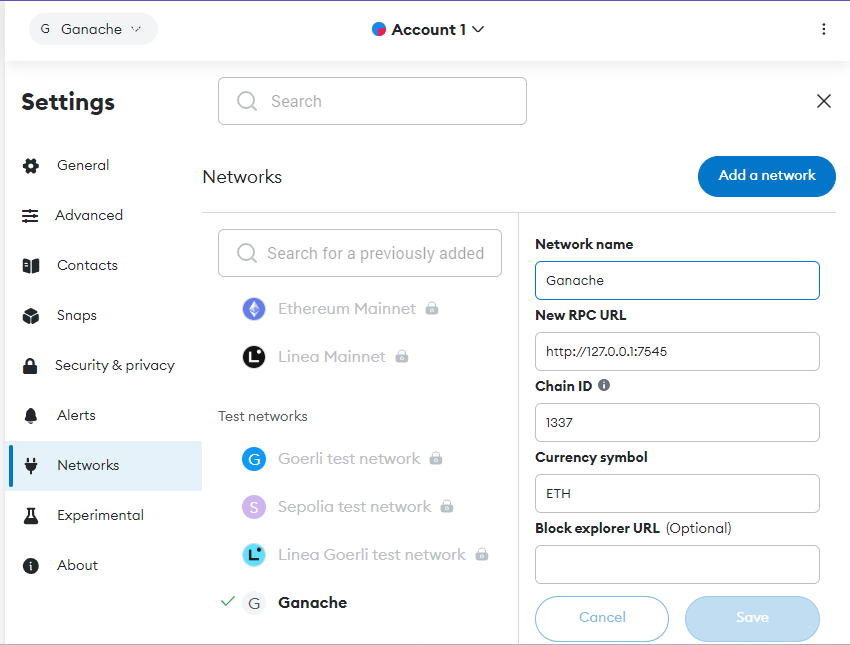 G Ganache
Account 1
Settings
Search
General
Advanced
Contacts
Snaps
Security & privacy
Alerts
Networks
Experimental
About
Networks
Add a network
Search for a previously added
Ethereum Mainnet
L Linea Mainnet
Test networks
G Goerli test network
S Sepolia test network
L Linea Goerli test network
G Ganache
Network name
Ganache
New RPC URL
http://127.0.0.1:7545
Chain ID
1337
Currency symbol
ETH
Block explorer URL (Optional)
Cancel
Save